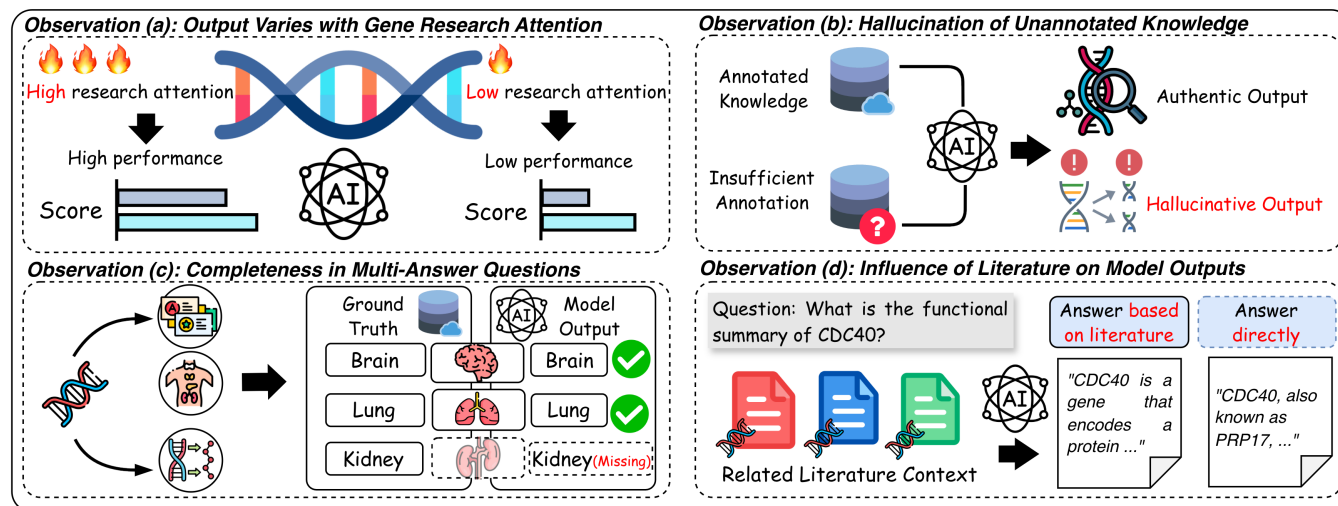 Observation (a): Output Varies with Gene Research Attention
High research attention
Low research attention
High performance
Low performance
Score
AI
Score
Observation (b): Hallucination of Unannotated Knowledge
Annotated
Knowledge
Insufficient
Annotation
?
AI
Authentic Output
! !
Hallucinative Output
Observation (c): Completeness in Multi-Answer Questions
A
Ground
Truth
AI
Model
Output
Brain
Brain
Lung
Lung
Kidney
Kidney(Missing)
Observation (d): Influence of Literature on Model Outputs
Question: What is the functional
summary of CDC40?
Related Literature Context
AI
Answer based
on literature
Answer
directly
"CDC40 is a
gene that
encodes a
protein ..."
"CDC40, also
known as
PRP17, ..."